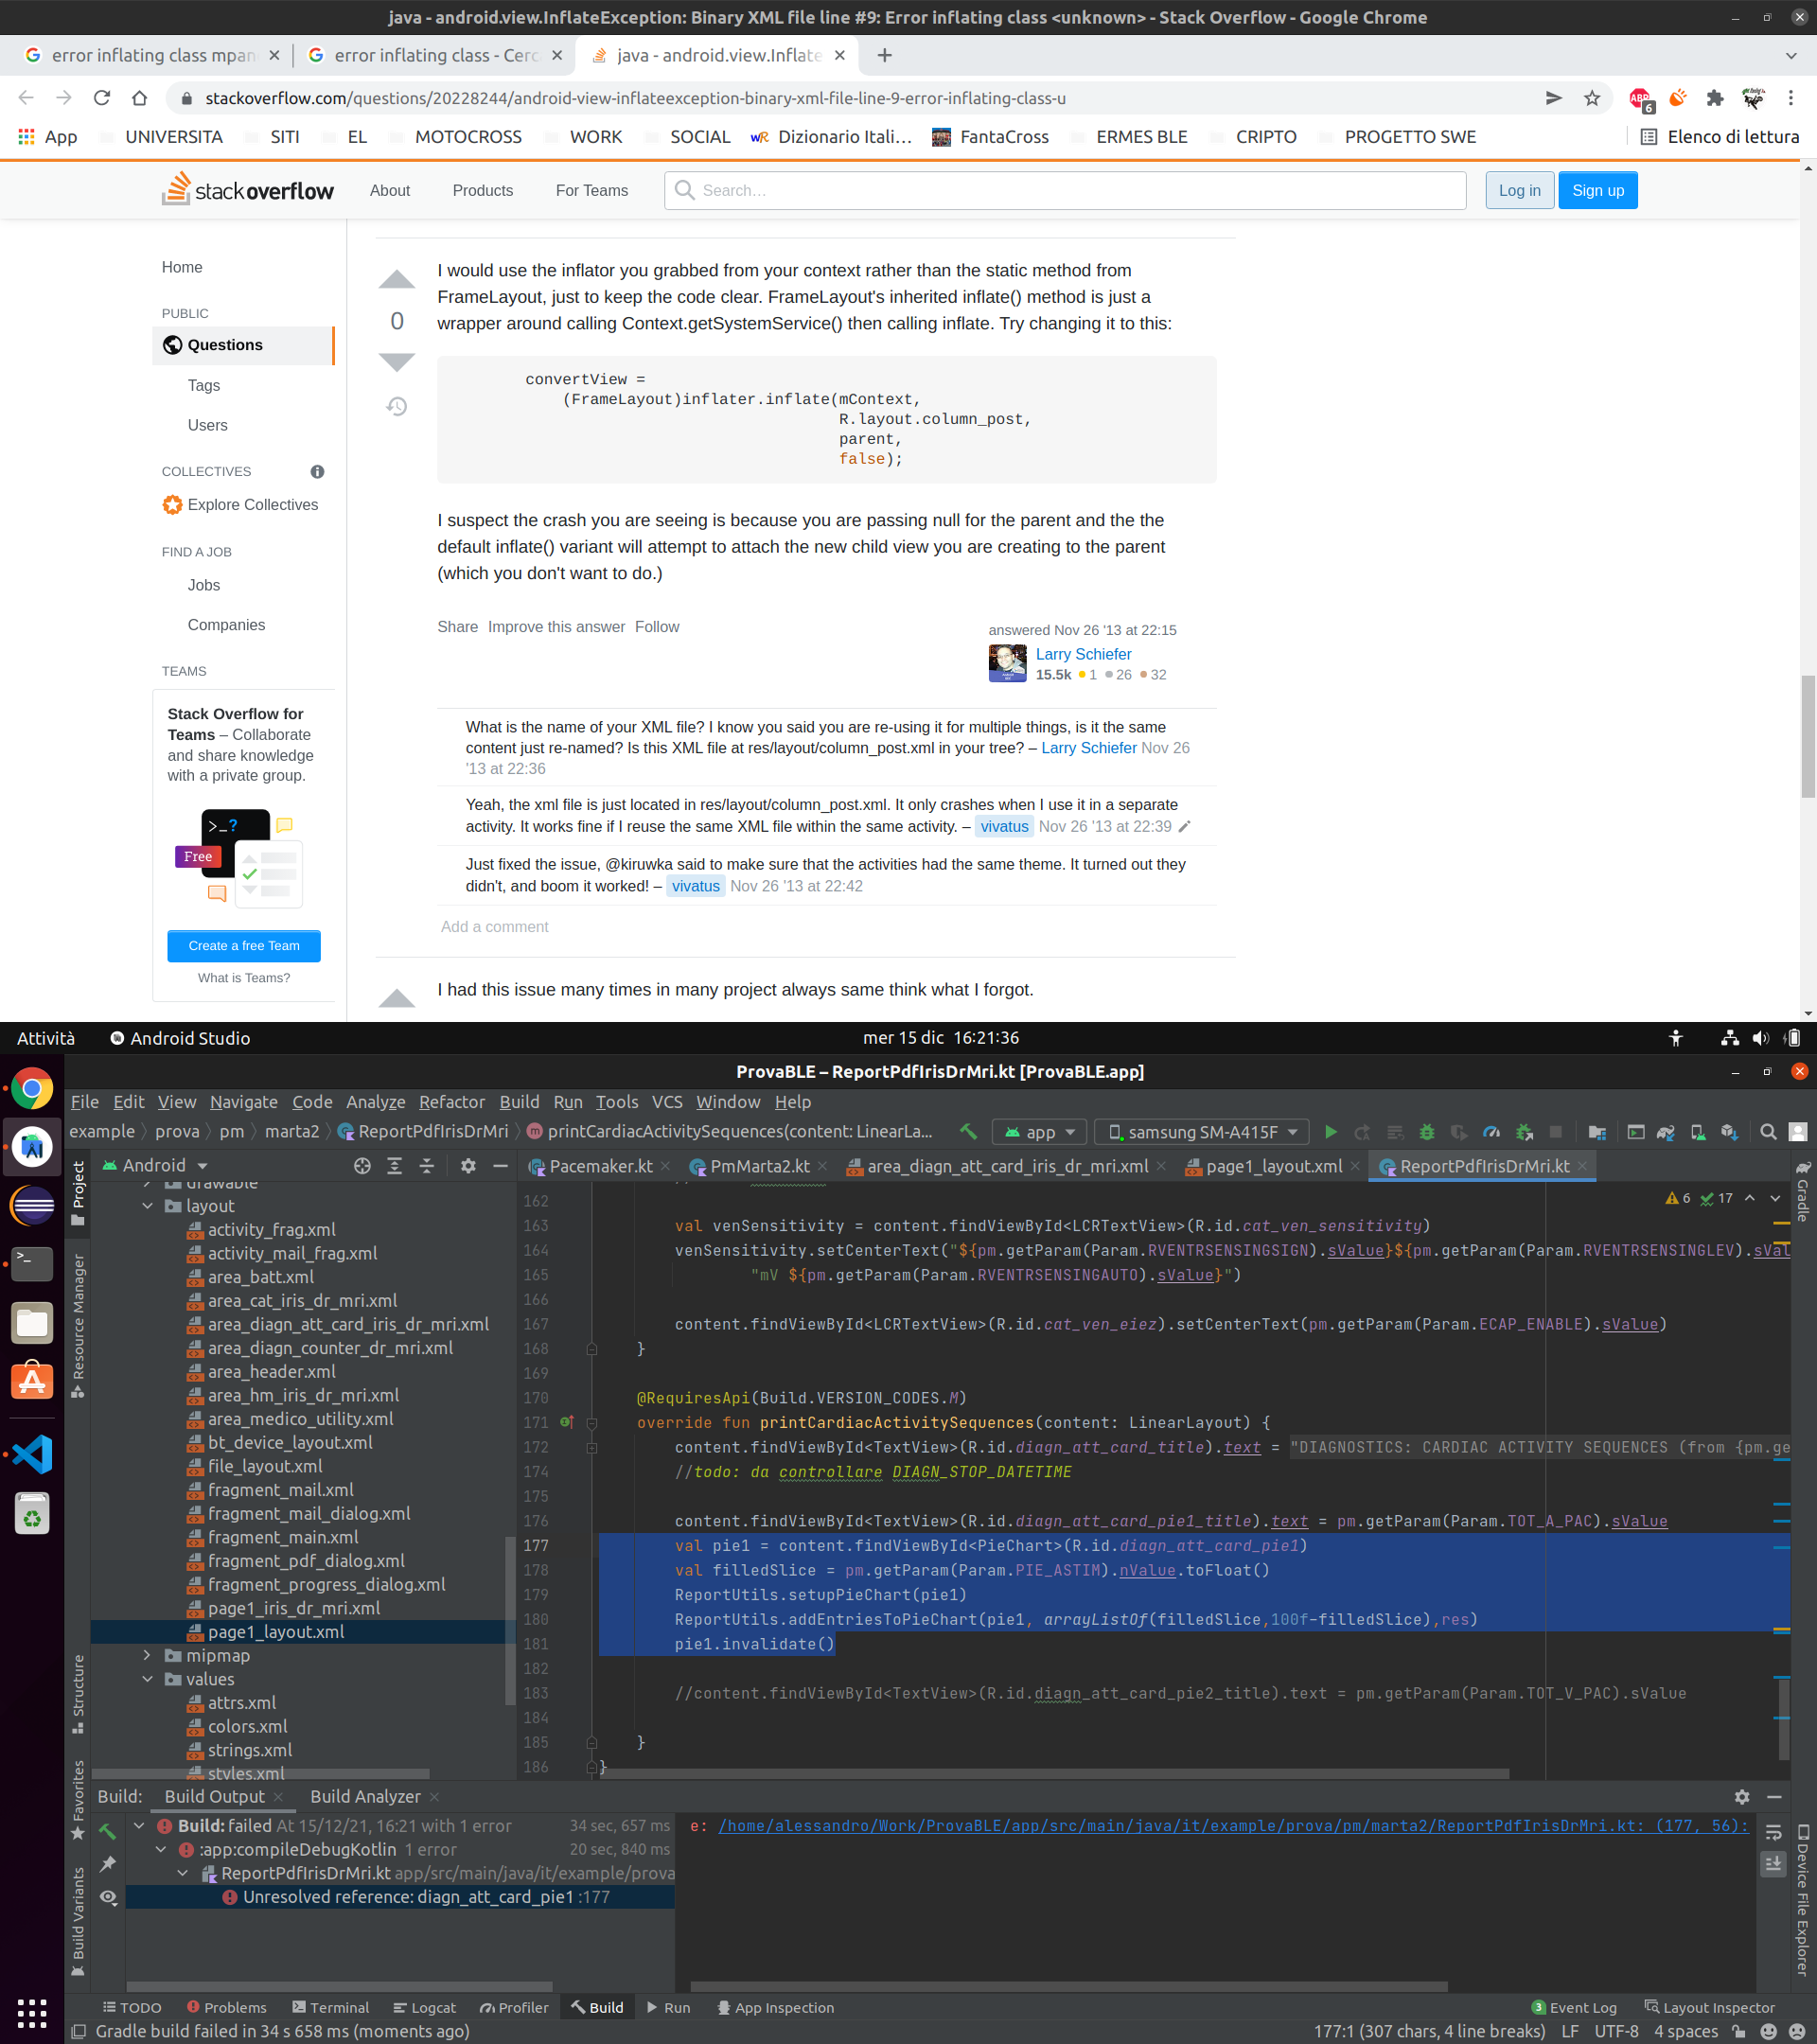 java - android.view.InflateException: Binary XML file line #9: Error inflating class <unknown> - Stack Overflow - Google Chrome
error inflating class mpan
error inflating class - Cerc
java - android.view.Inflate
stackoverflow.com/questions/20228244/android-view-inflateexception-binary-xml-file-line-9-error-inflating-class-u
ABP
6
App UNIVERSITA SITI EL MOTOCROSS WORK SOCIAL wR Dizionario Itali... FantaCross ERMES BLE CRIPTO PROGETTO SWE Elenco di lettura
stackoverflow About Products For Teams Search... Log in Sign up
Home
PUBLIC
Questions
Tags
Users
COLLECTIVES
Explore Collectives
FIND A JOB
Jobs
Companies
TEAMS
Stack Overflow for
Teams – Collaborate
and share knowledge
with a private group.
>_?
Free
Create a free Team
What is Teams?
I would use the inflator you grabbed from your context rather than the static method from
FrameLayout, just to keep the code clear. FrameLayout's inherited inflate() method is just a
wrapper around calling Context.getSystemService() then calling inflate. Try changing it to this:
0
convertView =
(FrameLayout)inflater.inflate(mContext,
R.layout.column_post,
parent,
false);
I suspect the crash you are seeing is because you are passing null for the parent and the the
default inflate() variant will attempt to attach the new child view you are creating to the parent
(which you don't want to do.)
Share Improve this answer Follow
answered Nov 26 '13 at 22:15
Larry Schiefer
15.5k 1 26 32
What is the name of your XML file? I know you said you are re-using it for multiple things, is it the same
content just re-named? Is this XML file at res/layout/column_post.xml in your tree? – Larry Schiefer Nov 26
'13 at 22:36
Yeah, the xml file is just located in res/layout/column_post.xml. It only crashes when I use it in a separate
activity. It works fine if I reuse the same XML file within the same activity. – vivatus Nov 26 '13 at 22:39
Just fixed the issue, @kiruwka said to make sure that the activities had the same theme. It turned out they
didn't, and boom it worked! – vivatus Nov 26 '13 at 22:42
Add a comment
I had this issue many times in many project always same think what I forgot.
Attività Android Studio mer 15 dic 16:21:36
ProvaBLE – ReportPdfIrisDrMri.kt [ProvaBLE.app]
File Edit View Navigate Code Analyze Refactor Build Run Tools VCS Window Help
example prova pm marta2 ReportPdfIrisDrMri printCardiacActivitySequences(content: LinearLa... app samsung SM-A415F
Android
Pacemaker.kt PmMarta2.kt area_diagn_att_card_iris_dr_mri.xml page1_layout.xml ReportPdfIrisDrMri.kt
Project
Resource Manager
Structure
Favorites
Build Variants
Gradle
Device File Explorer
drawable
layout
activity_frag.xml
activity_mail_frag.xml
area_batt.xml
area_cat_iris_dr_mri.xml
area_diagn_att_card_iris_dr_mri.xml
area_diagn_counter_dr_mri.xml
area_header.xml
area_hm_iris_dr_mri.xml
area_medico_utility.xml
bt_device_layout.xml
file_layout.xml
fragment_mail.xml
fragment_mail_dialog.xml
fragment_main.xml
fragment_pdf_dialog.xml
fragment_progress_dialog.xml
page1_iris_dr_mri.xml
page1_layout.xml
mipmap
values
attrs.xml
colors.xml
strings.xml
styles.xml
6 17
162
163 val venSensitivity = content.findViewById<LCRTextView>(R.id.cat_ven_sensitivity)
164 venSensitivity.setCenterText("${pm.getParam(Param.RVENTRSENSINGSIGN).sValue}${pm.getParam(Param.RVENTRSENSINGLEV).sVal
165 "mV ${pm.getParam(Param.RVENTRSENSINGAUTO).sValue}")
166
167 content.findViewById<LCRTextView>(R.id.cat_ven_eiez).setCenterText(pm.getParam(Param.ECAP_ENABLE).sValue)
168 }
169
170 @RequiresApi(Build.VERSION_CODES.M)
171 override fun printCardiacActivitySequences(content: LinearLayout) {
172 content.findViewById<TextView>(R.id.diagn_att_card_title).text = "DIAGNOSTICS: CARDIAC ACTIVITY SEQUENCES (from {pm.ge
174 //todo: da controllare DIAGN_STOP_DATETIME
175
176 content.findViewById<TextView>(R.id.diagn_att_card_pie1_title).text = pm.getParam(Param.TOT_A_PAC).sValue
177 val pie1 = content.findViewById<PieChart>(R.id.diagn_att_card_pie1)
178 val filledSlice = pm.getParam(Param.PIE_ASTIM).nValue.toFloat()
179 ReportUtils.setupPieChart(pie1)
180 ReportUtils.addEntriesToPieChart(pie1, arrayListOf(filledSlice,100f-filledSlice),res)
181 pie1.invalidate()
182
183 //content.findViewById<TextView>(R.id.diagn_att_card_pie2_title).text = pm.getParam(Param.TOT_V_PAC).sValue
184
185 }
186 }
Build: Build Output Build Analyzer
Build: failed At 15/12/21, 16:21 with 1 error 34 sec, 657 ms
:app:compileDebugKotlin 1 error 20 sec, 840 ms
ReportPdfIrisDrMri.kt app/src/main/java/it/example/prova
Unresolved reference: diagn_att_card_pie1 :177
e: /home/alessandro/Work/ProvaBLE/app/src/main/java/it/example/prova/pm/marta2/ReportPdfIrisDrMri.kt: (177, 56):
TODO Problems Terminal Logcat Profiler Build Run App Inspection 3 Event Log Layout Inspector
Gradle build failed in 34 s 658 ms (moments ago) 177:1 (307 chars, 4 line breaks) LF UTF-8 4 spaces